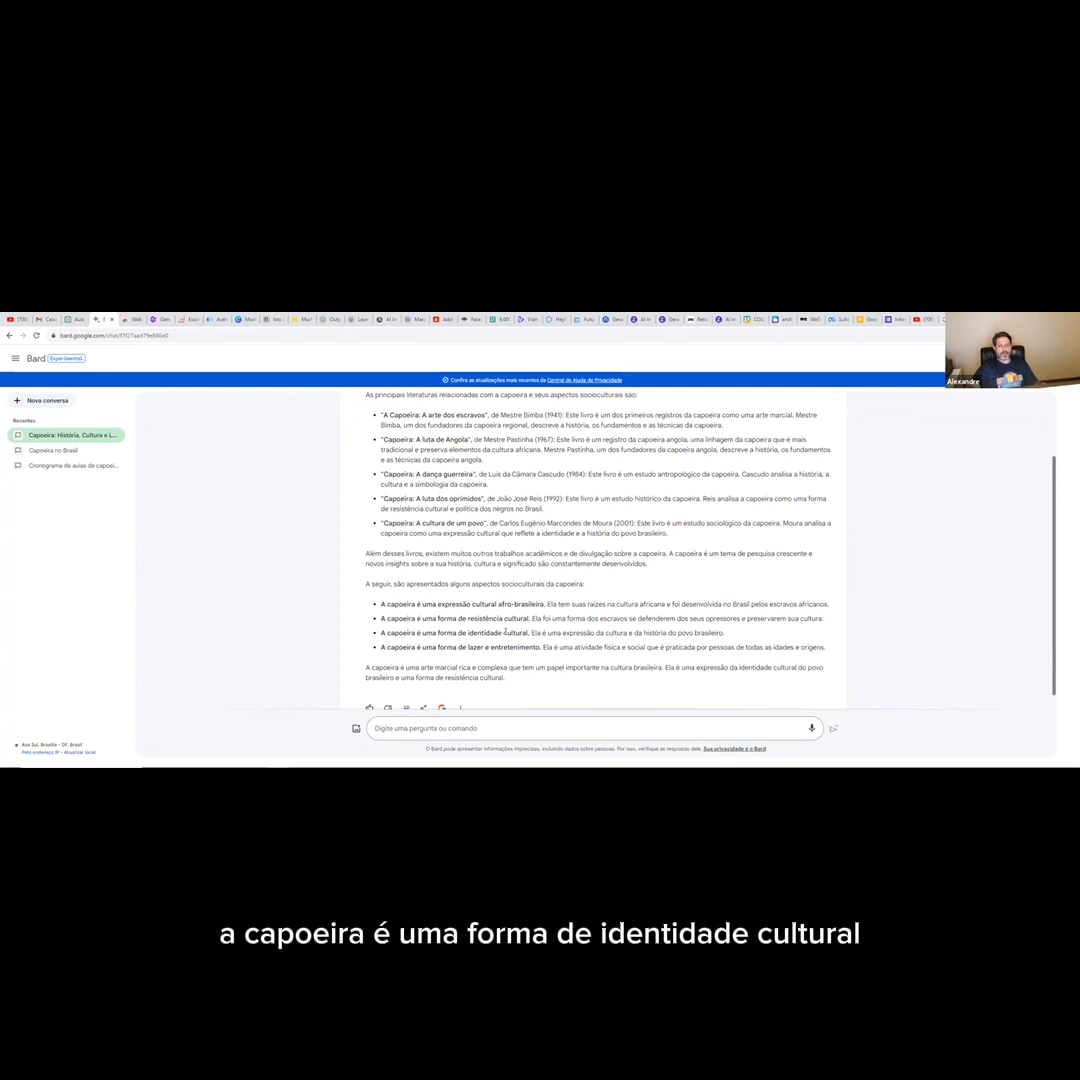 bard.google.com/chat/f7f27aad79e846e0
Bard Experimental
Confira as atualizações mais recentes da Central de Ajuda de Privacidade
Alexandre
Nova conversa
Recentes
Capoeira: História, Cultura e L...
Capoeira no Brasil
Cronograma de aulas de capoei...
As principais literaturas relacionadas com a capoeira e seus aspectos socioculturais são:
"A Capoeira: A arte dos escravos", de Mestre Bimba (1941): Este livro é um dos primeiros registros da capoeira como uma arte marcial. Mestre
Bimba, um dos fundadores da capoeira regional, descreve a história, os fundamentos e as técnicas da capoeira.
"Capoeira: A luta de Angola", de Mestre Pastinha (1967): Este livro é um registro da capoeira angola, uma linhagem da capoeira que é mais
tradicional e preserva elementos da cultura africana. Mestre Pastinha, um dos fundadores da capoeira angola, descreve a história, os fundamentos
e as técnicas da capoeira angola.
"Capoeira: A dança guerreira", de Luis da Câmara Cascudo (1984): Este livro é um estudo antropológico da capoeira. Cascudo analisa a história, a
cultura e a simbologia da capoeira.
"Capoeira: A luta dos oprimidos", de João José Reis (1992): Este livro é um estudo histórico da capoeira. Reis analisa a capoeira como uma forma
de resistência cultural e política dos negros no Brasil.
"Capoeira: A cultura de um povo", de Carlos Eugênio Marcondes de Moura (2001): Este livro é um estudo sociológico da capoeira. Moura analisa a
capoeira como uma expressão cultural que reflete a identidade e a história do povo brasileiro.
Além desses livros, existem muitos outros trabalhos acadêmicos e de divulgação sobre a capoeira. A capoeira é um tema de pesquisa crescente e
novos insights sobre a sua história, cultura e significado são constantemente desenvolvidos.
A seguir, são apresentados alguns aspectos socioculturais da capoeira:
A capoeira é uma expressão cultural afro-brasileira. Ela tem suas raízes na cultura africana e foi desenvolvida no Brasil pelos escravos africanos.
A capoeira é uma forma de resistência cultural. Ela foi uma forma dos escravos se defenderem dos seus opressores e preservarem sua cultura.
A capoeira é uma forma de identidade cultural. Ela é uma expressão da cultura e da história do povo brasileiro.
A capoeira é uma forma de lazer e entretenimento. Ela é uma atividade física e social que é praticada por pessoas de todas as idades e origens.
A capoeira é uma arte marcial rica e complexa que tem um papel importante na cultura brasileira. Ela é uma expressão da identidade cultural do povo
brasileiro e uma forma de resistência cultural.
Digite uma pergunta ou comando
O Bard pode apresentar informações imprecisas, incluindo dados sobre pessoas. Por isso, verifique as respostas dele. Sua privacidade e o Bard
Asa Sul, Brasília - DF, Brasil
Pelo endereço IP - Atualizar local
a capoeira é uma forma de identidade cultural